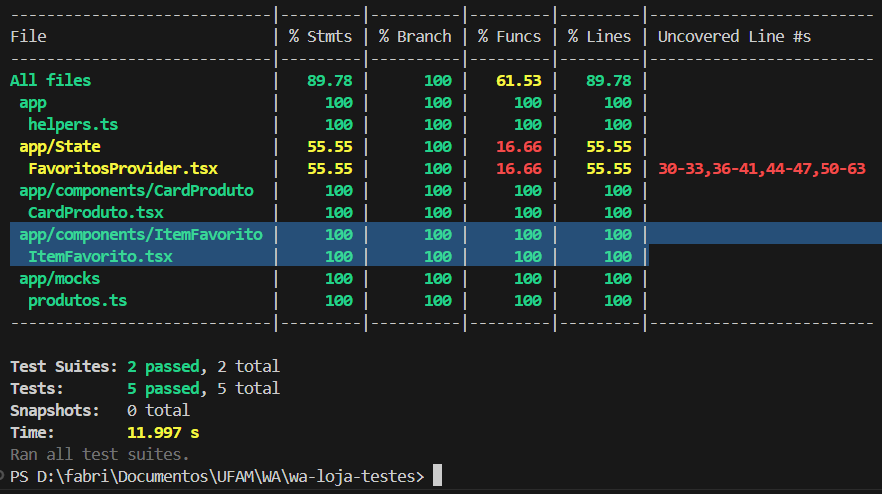 ---------------------------|---------|----------|---------|---------|-------------------------
File                       | % Stmts | % Branch | % Funcs | % Lines | Uncovered Line #s
---------------------------|---------|----------|---------|---------|-------------------------
All files                  |   89.78 |      100 |   61.53 |   89.78 |
 app                       |     100 |      100 |     100 |     100 |
  helpers.ts               |     100 |      100 |     100 |     100 |
 app/State                 |   55.55 |      100 |   16.66 |   55.55 |
  FavoritosProvider.tsx    |   55.55 |      100 |   16.66 |   55.55 | 30-33,36-41,44-47,50-63
 app/components/CardProduto |     100 |      100 |     100 |     100 |
  CardProduto.tsx          |     100 |      100 |     100 |     100 |
 app/components/ItemFavorito |     100 |      100 |     100 |     100 |
  ItemFavorito.tsx         |     100 |      100 |     100 |     100 |
 app/mocks                 |     100 |      100 |     100 |     100 |
  produtos.ts              |     100 |      100 |     100 |     100 |
---------------------------|---------|----------|---------|---------|-------------------------
Test Suites: 2 passed, 2 total
Tests:       5 passed, 5 total
Snapshots:   0 total
Time:        11.997 s
Ran all test suites.
PS D:\fabri\Documentos\UFAM\WA\wa-loja-testes>